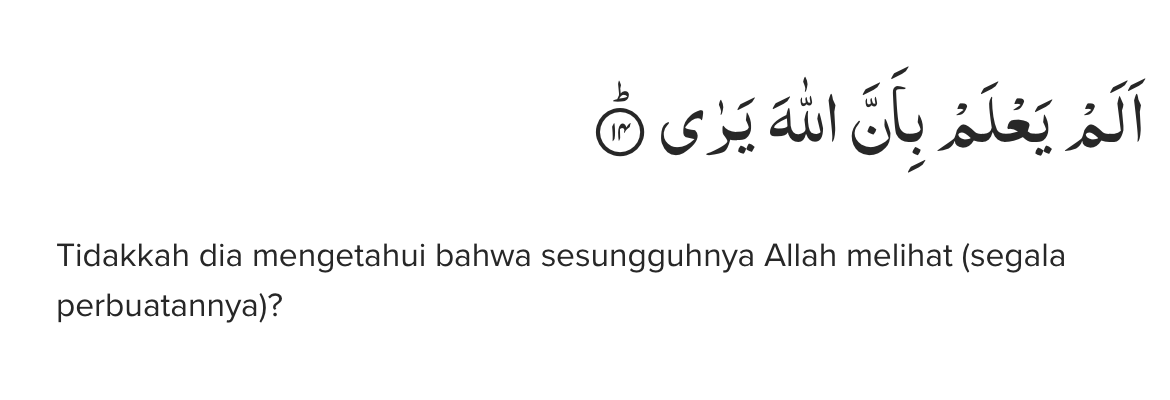 اَلَمْ يَعْلَمْ بِاَنَّ اللّٰهَ يَرٰىۗ ١٤
Tidakkah dia mengetahui bahwa sesungguhnya Allah melihat (segala
perbuatannya)?